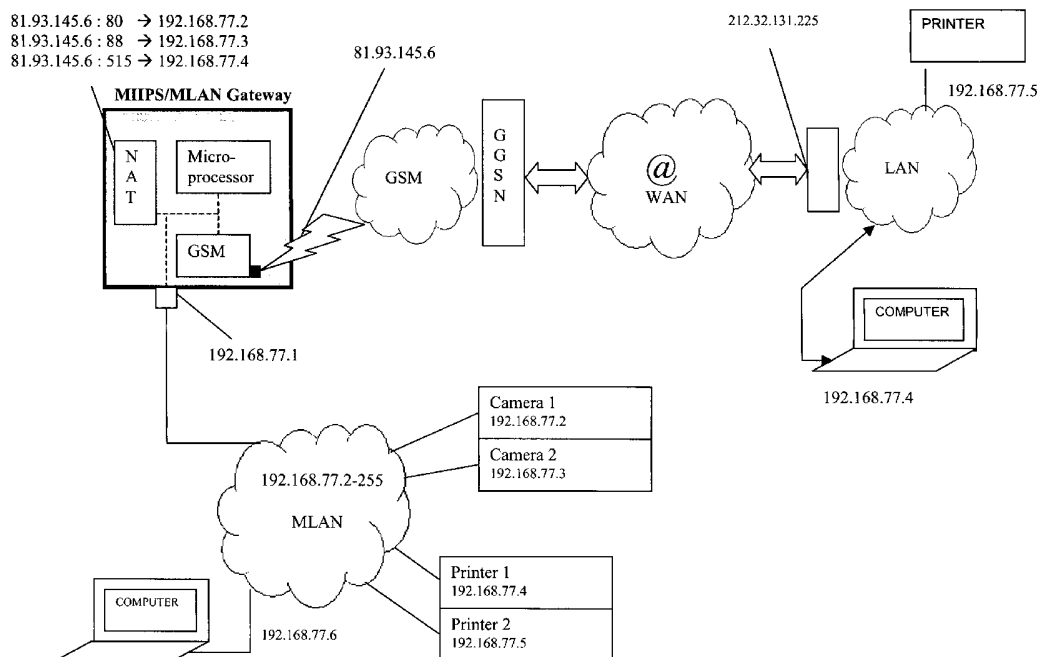 81.93.145.6 : 80 → 192.168.77.2
81.93.145.6 : 88 → 192.168.77.3
81.93.145.6 : 515 → 192.168.77.4
MIIPS/MLAN Gateway
N
A
T
Micro-
processor
GSM
81.93.145.6
192.168.77.1
GSM
G
G
S
N
@
WAN
212.32.131.225
PRINTER
192.168.77.5
LAN
COMPUTER
192.168.77.4
Camera 1
192.168.77.2
Camera 2
192.168.77.3
192.168.77.2-255
MLAN
Printer 1
192.168.77.4
Printer 2
192.168.77.5
COMPUTER
192.168.77.6